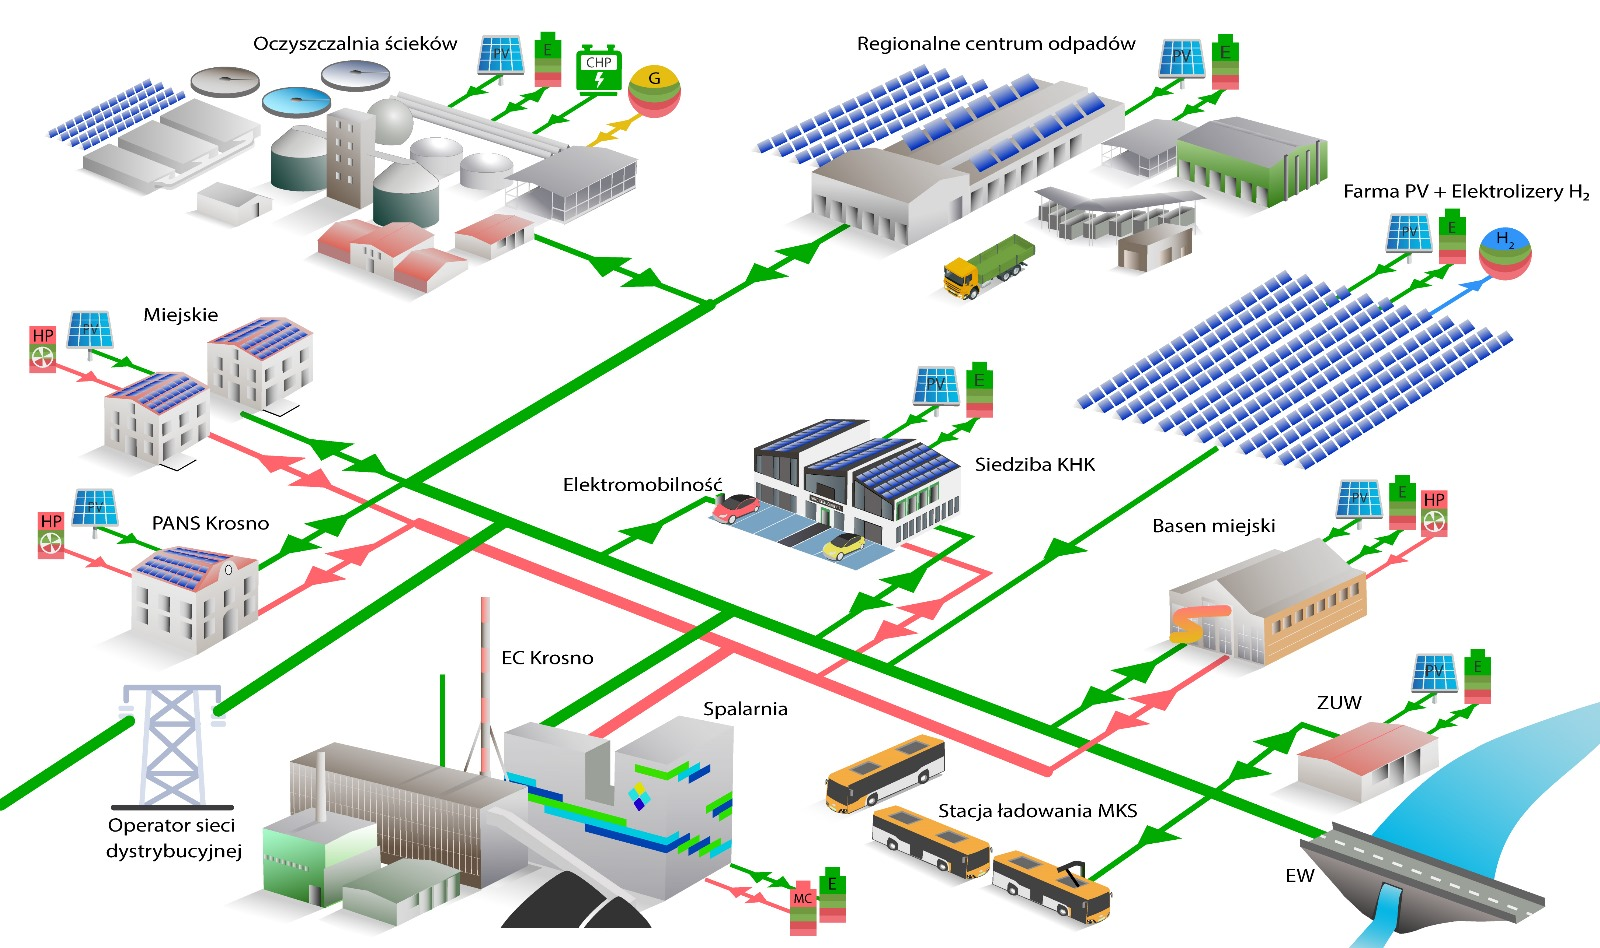 Oczyszczalnia ścieków
PV
E
CHP
G
Regionalne centrum odpadów
PV
E
Farma PV + Elektrolizery H₂
PV
E
H₂
Miejskie
HP
PV
PV
E
Siedziba KHK
Elektromobilność
PANS Krosno
HP
PV
Basen miejski
PV
E
HP
EC Krosno
Spalarnia
ZUW
PV
E
Operator sieci
dystrybucyjnej
Stacja ładowania MKS
MC
E
EW